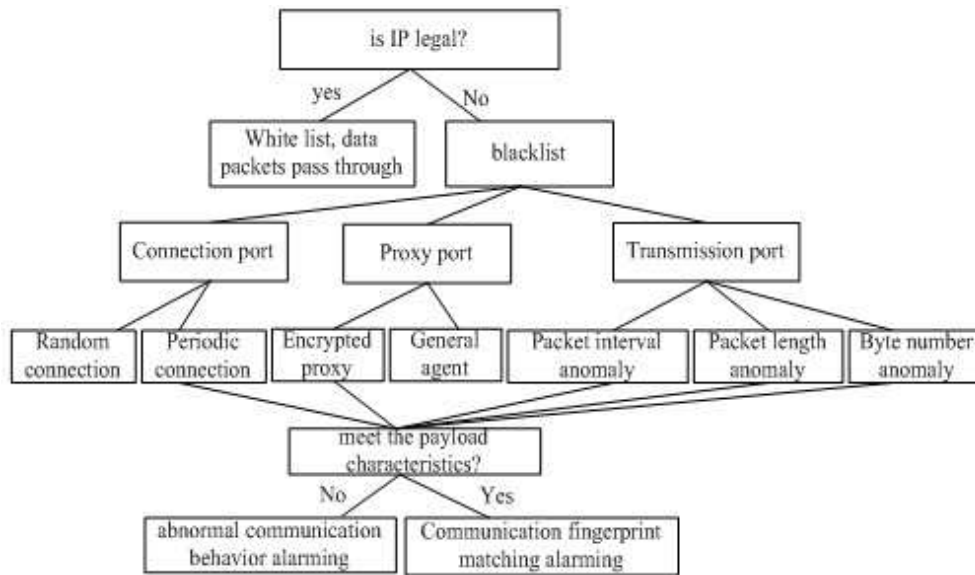 is IP legal?
yes
No
White list, data
packets pass through
blacklist
Connection port
Proxy port
Transmission port
Random
connection
Periodic
connection
Encrypted
proxy
General
agent
Packet interval
anomaly
Packet length
anomaly
Byte number
anomaly
meet the payload
characteristics?
No
Yes
abnormal communication
behavior alarming
Communication fingerprint
matching alarming